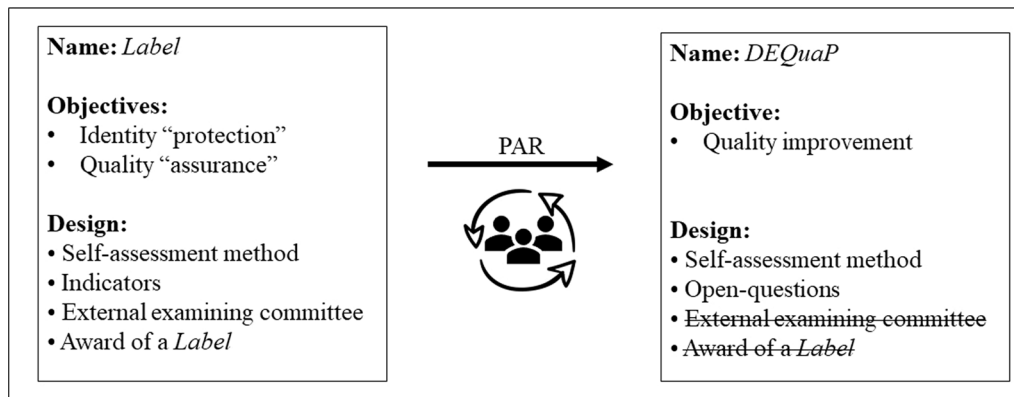 Name: Label
Objectives:
• Identity “protection”
• Quality “assurance”
Design:
• Self-assessment method
• Indicators
• External examining committee
• Award of a Label
PAR
Name: DEQuaP
Objective:
• Quality improvement
Design:
• Self-assessment method
• Open-questions
• External examining committee
• Award of a Label